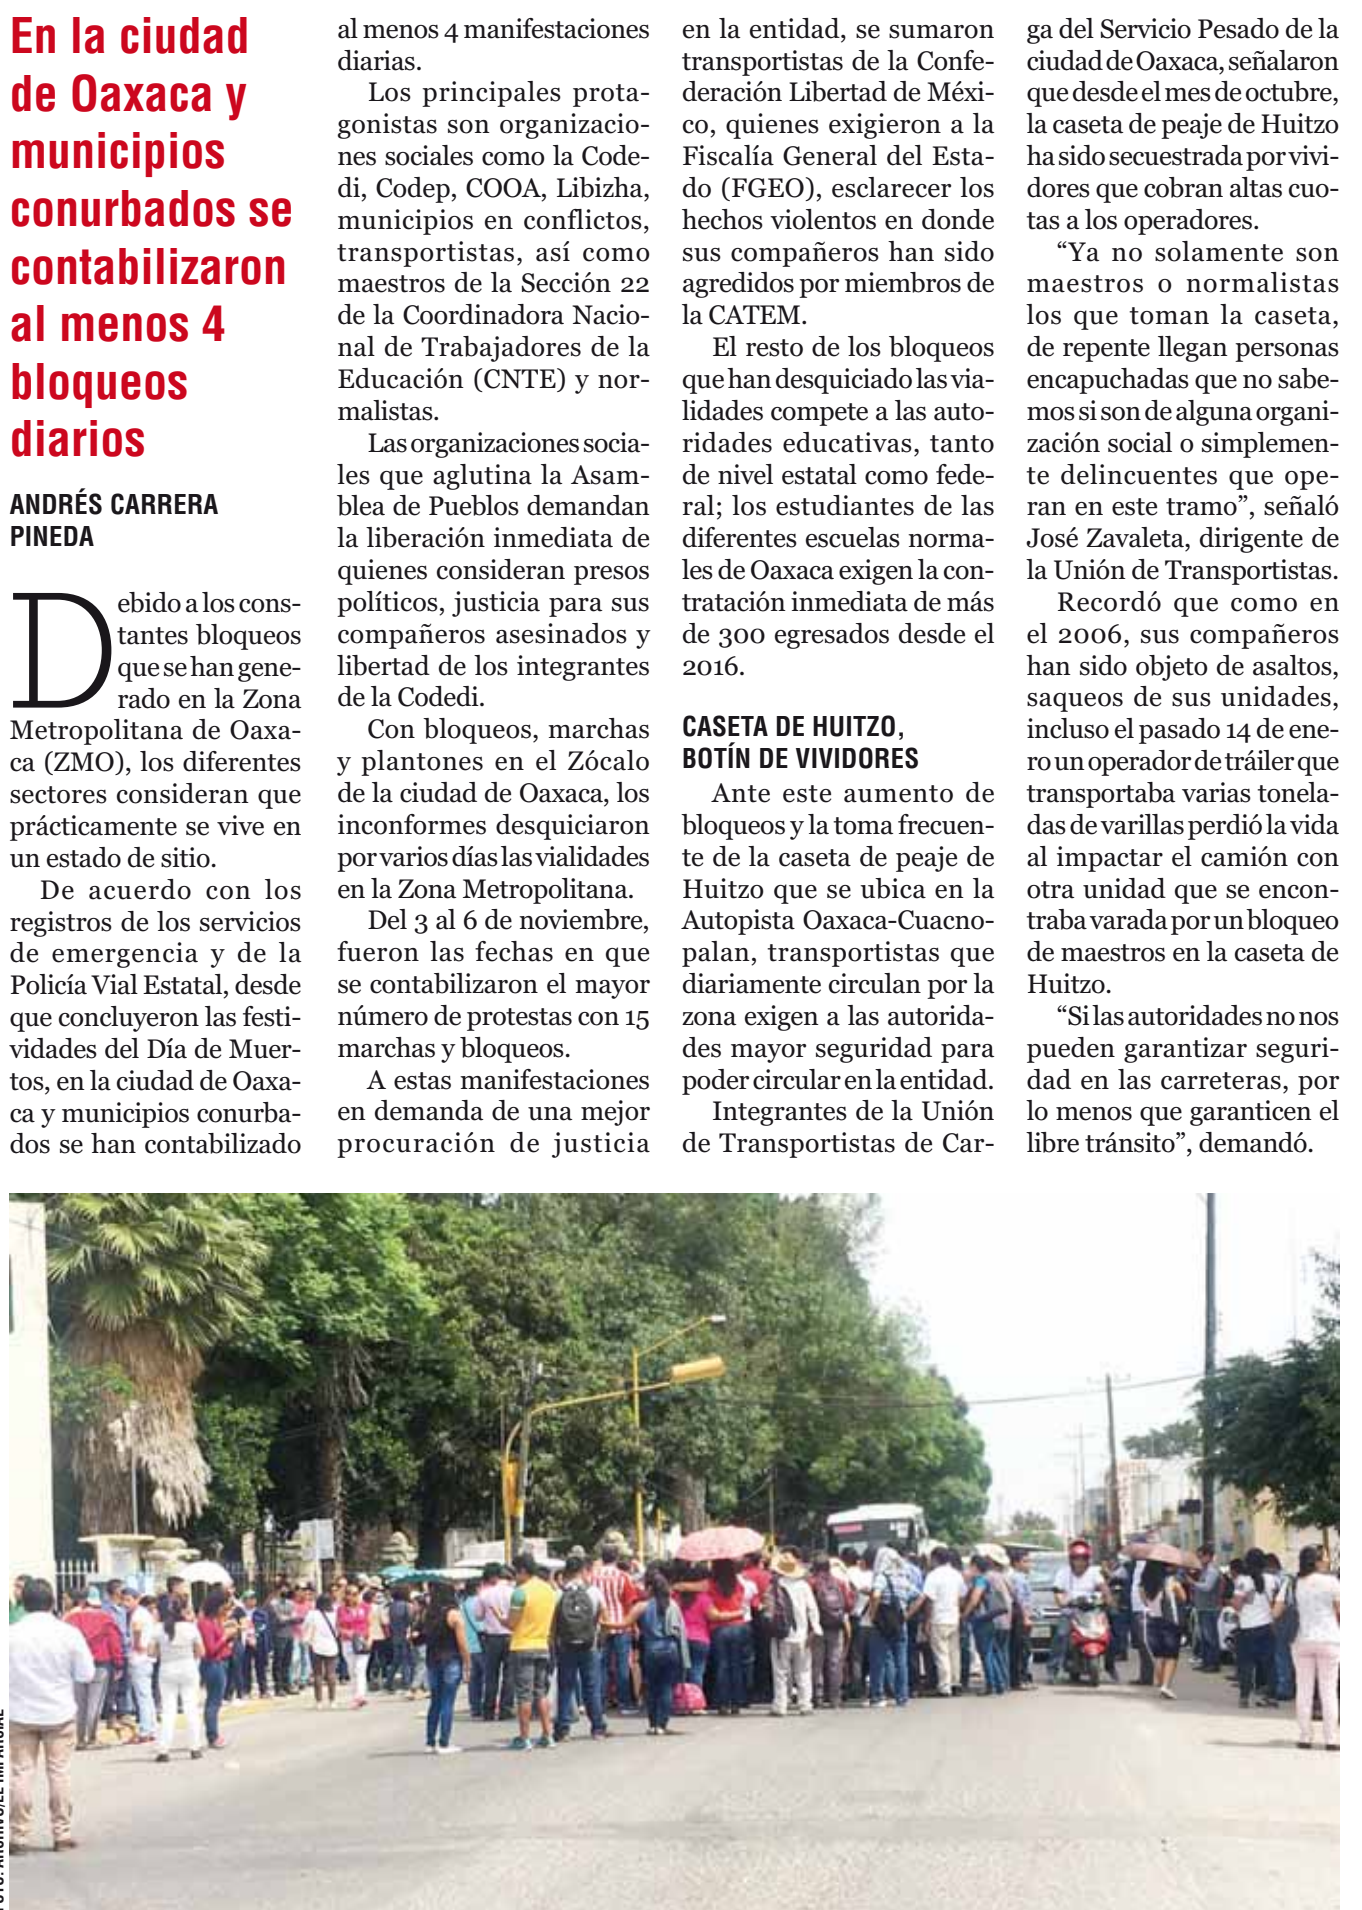 En la ciudad
de Oaxaca y
municipios
conurbados se
contabilizaron
al menos 4
bloqueos
diarios
ANDRÉS CARRERA
PINEDA
Debido a los cons-
tantes bloqueos
que se han gene-
rado en la Zona
Metropolitana de Oaxa-
ca (ZMO), los diferentes
sectores consideran que
prácticamente se vive en
un estado de sitio.
De acuerdo con los
registros de los servicios
de emergencia y de la
Policía Vial Estatal, desde
que concluyeron las festi-
vidades del Día de Muer-
tos, en la ciudad de Oaxa-
ca y municipios conurba-
dos se han contabilizado
al menos 4 manifestaciones
diarias.
Los principales prota-
gonistas son organizacio-
nes sociales como la Code-
di, Codep, COOA, Libizha,
municipios en conflictos,
transportistas, así como
maestros de la Sección 22
de la Coordinadora Nacio-
nal de Trabajadores de la
Educación (CNTE) y nor-
malistas.
Las organizaciones socia-
les que aglutina la Asam-
blea de Pueblos demandan
la liberación inmediata de
quienes consideran presos
políticos, justicia para sus
compañeros asesinados y
libertad de los integrantes
de la Codedi.
Con bloqueos, marchas
y plantones en el Zócalo
de la ciudad de Oaxaca, los
inconformes desquiciaron
por varios días las vialidades
en la Zona Metropolitana.
Del 3 al 6 de noviembre,
fueron las fechas en que
se contabilizaron el mayor
número de protestas con 15
marchas y bloqueos.
A estas manifestaciones
en demanda de una mejor
procuración de justicia
en la entidad, se sumaron
transportistas de la Confe-
deración Libertad de Méxi-
co, quienes exigieron a la
Fiscalía General del Esta-
do (FGEO), esclarecer los
hechos violentos en donde
sus compañeros han sido
agredidos por miembros de
la CATEM.
El resto de los bloqueos
que han desquiciado las via-
lidades compete a las auto-
ridades educativas, tanto
de nivel estatal como fede-
ral; los estudiantes de las
diferentes escuelas norma-
les de Oaxaca exigen la con-
tratación inmediata de más
de 300 egresados desde el
2016.
CASETA DE HUITZO,
BOTÍN DE VIVIDORES
Ante este aumento de
bloqueos y la toma frecuen-
te de la caseta de peaje de
Huitzo que se ubica en la
Autopista Oaxaca-Cuacno-
palan, transportistas que
diariamente circulan por la
zona exigen a las autorida-
des mayor seguridad para
poder circular en la entidad.
Integrantes de la Unión
de Transportistas de Car-
ga del Servicio Pesado de la
ciudad de Oaxaca, señalaron
que desde el mes de octubre,
la caseta de peaje de Huitzo
ha sido secuestrada por vivi-
dores que cobran altas cuo-
tas a los operadores.
“Ya no solamente son
maestros o normalistas
los que toman la caseta,
de repente llegan personas
encapuchadas que no sabe-
mos si son de alguna organi-
zación social o simplemen-
te delincuentes que ope-
ran en este tramo”, señaló
José Zavaleta, dirigente de
la Unión de Transportistas.
Recordó que como en
el 2006, sus compañeros
han sido objeto de asaltos,
saqueos de sus unidades,
incluso el pasado 14 de ene-
ro un operador de tráiler que
transportaba varias tonela-
das de varillas perdió la vida
al impactar el camión con
otra unidad que se encon-
traba varada por un bloqueo
de maestros en la caseta de
Huitzo.
“Si las autoridades no nos
pueden garantizar seguri-
dad en las carreteras, por
lo menos que garanticen el
libre tránsito”, demandó.